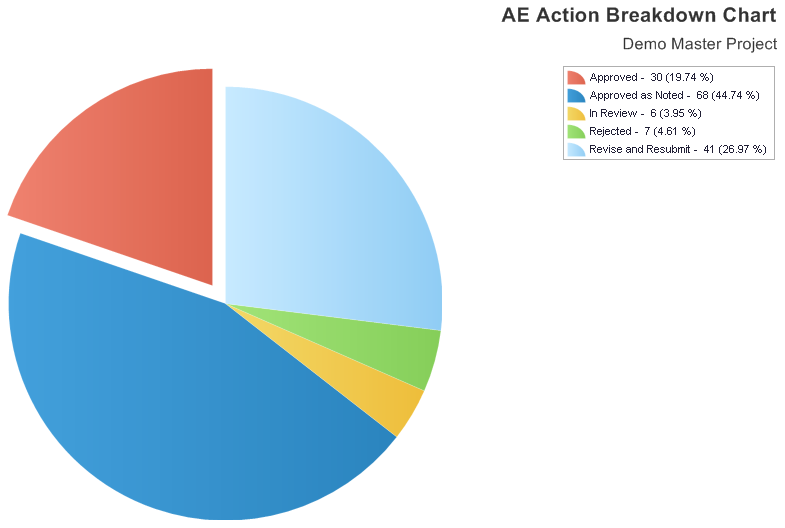 AE Action Breakdown Chart
Demo Master Project
Approved - 30 (19.74 %)
Approved as Noted - 68 (44.74 %)
In Review - 6 (3.95 %)
Rejected - 7 (4.61 %)
Revise and Resubmit - 41 (26.97 %)